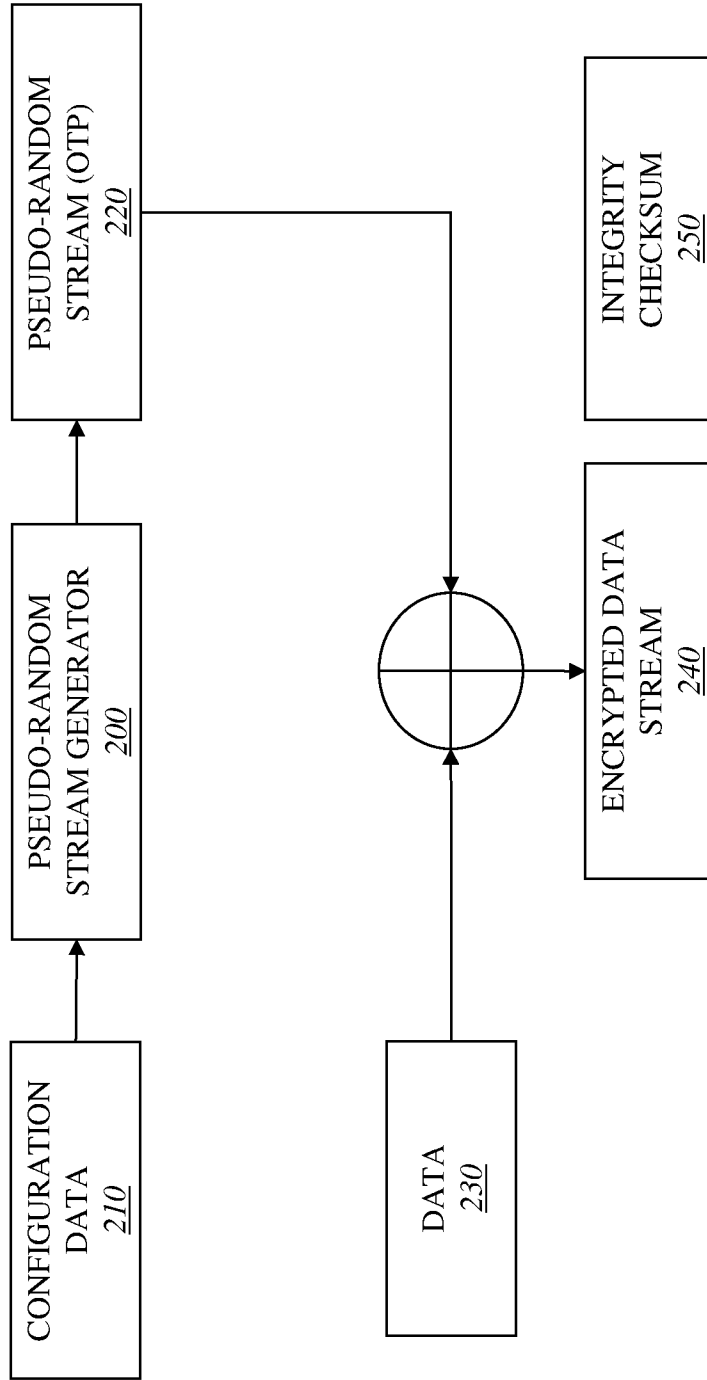 CONFIGURATION
DATA
210
PSEUDO-RANDOM
STREAM GENERATOR
200
PSEUDO-RANDOM
STREAM (OTP)
220
DATA
230
ENCRYPTED DATA
STREAM
240
INTEGRITY
CHECKSUM
250